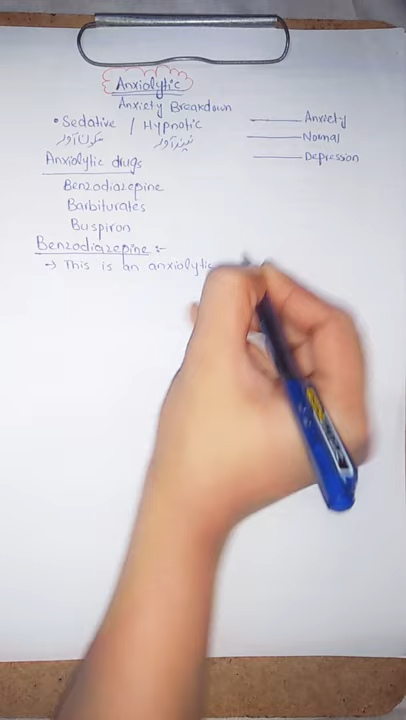 Anxiolytic
Anxiety Breakdown
• Sedative / Hypnotic
سکون آور نیند آور
Anxiety
Normal
Depression
Anxiolytic drugs
Benzodiazepine
Barbiturates
Buspiron
Benzodiazepine :-
→ This is an anxiolytic